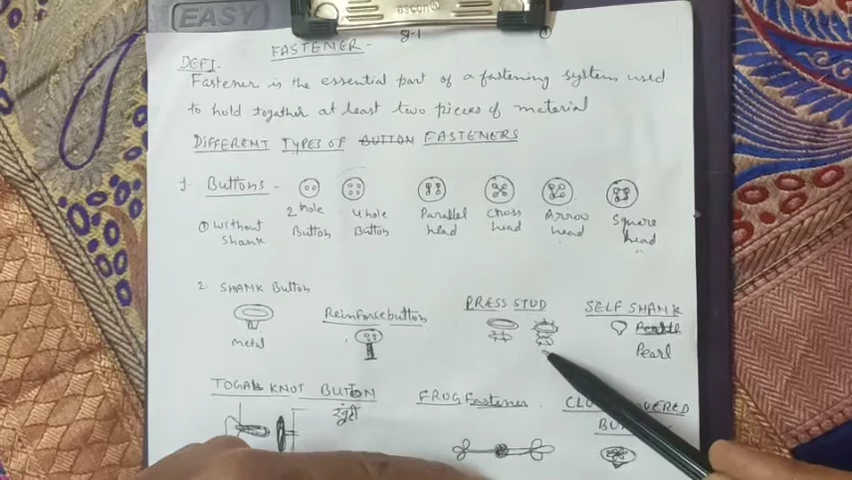 EASY
FASTENER -
DEFI-
Fastener is the essential part of a fastening system used
to hold together at least two pieces of material
DIFFERENT TYPES OF BUTTON FASTENERS
1. Buttons -
① Without Shank
2 hole Button
4 hole Button
Parallel head
Cross head
Arrow head
Square head
2. SHANK Button
metal
Reinforse button
PRESS STUD
SELF SHANK
Pearl
TOGAL KNOT BUTTON
FROG Fastener
COVERED